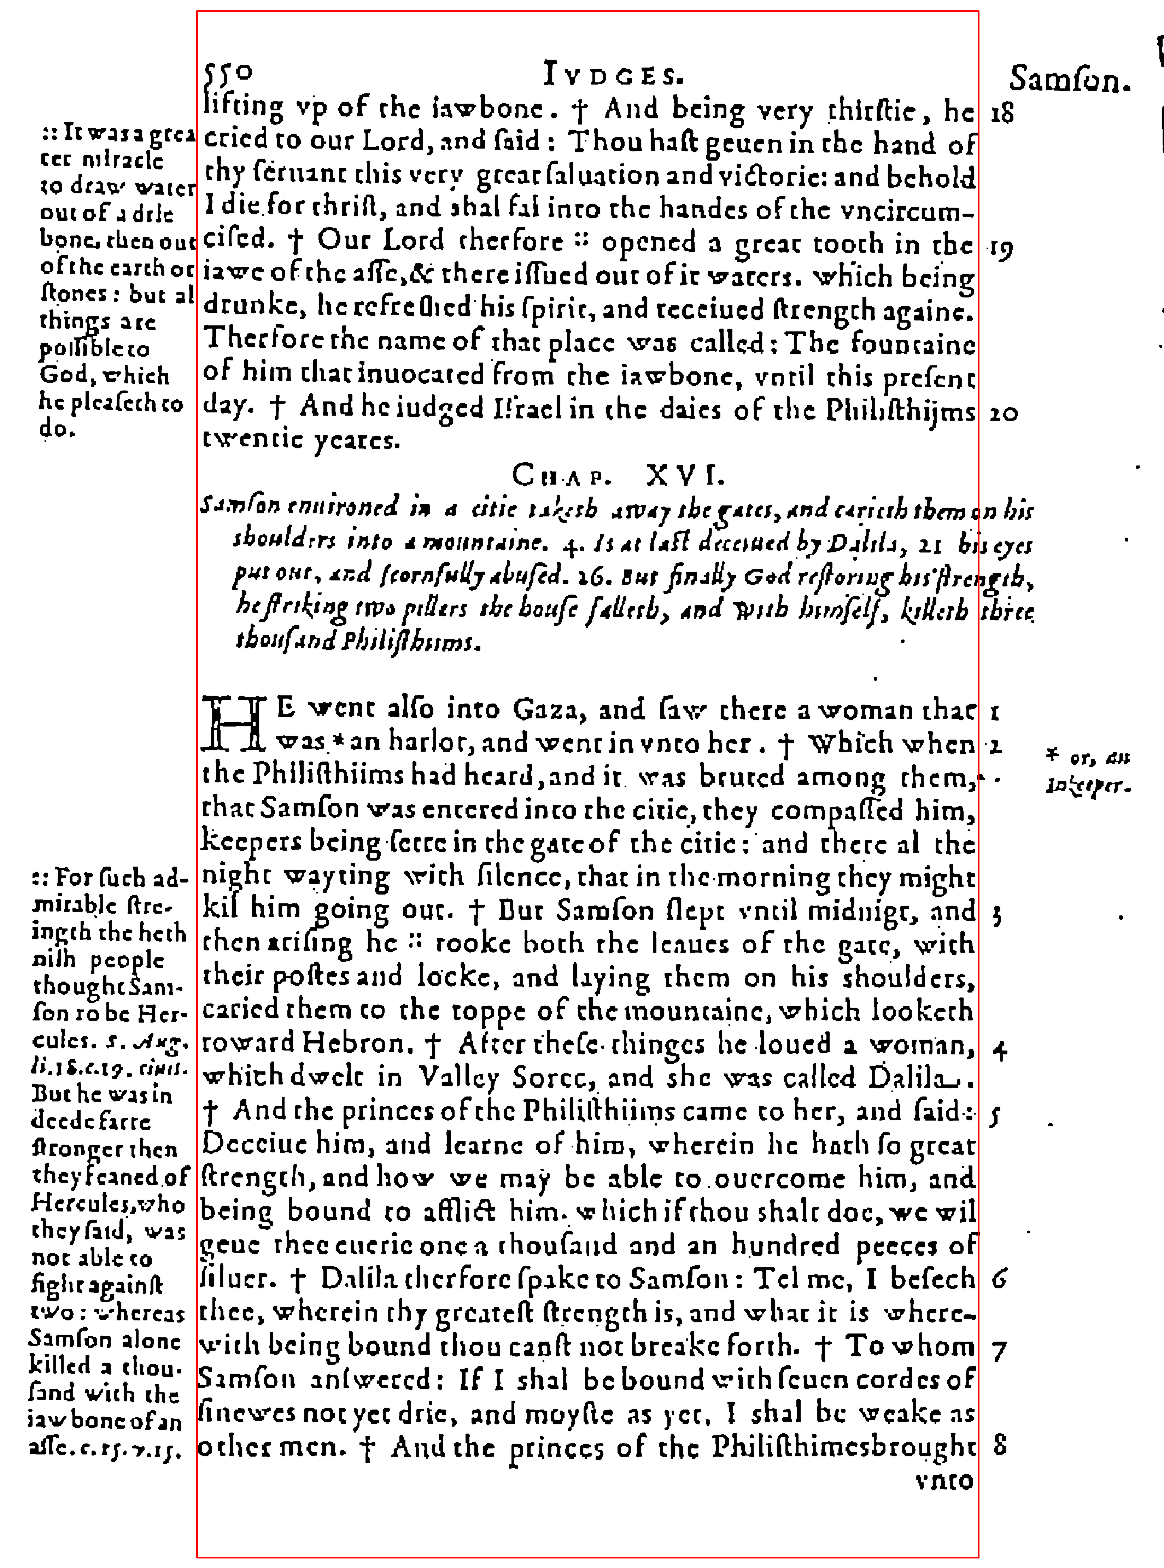 550 IVDGES. Samſon.
lifting vp of the iawbone. † And being very thirſtie, he 18
cried to our Lord, and ſaid : Thou haſt geuen in the hand of
thy ſeruant this very great ſaluation and victorie: and behold
I die for thriſt, and shal fal into the handes of the vncircum-
ciſed. † Our Lord therfore :: opened a great tooth in the 19
iawe of the aſſe, & there iſſued out of it waters. which being
drunke, he refreſhed his ſpirit, and receiued ſtrength againe.
Therfore the name of that place was called: The fountaine
of him that inuocated from the iawbone, vntil this preſent
day. † And he iudged Iſrael in the daies of the Philiſthijms 20
twentie yeares.
:: It was a grea
ter miracle
to draw water
out of a drie
bone, then out
of the earth or
ſtones : but al
things are
poſſible to
God, which
he pleaſeth to
do.
CHAP. XVI.
Samſon enuironed in a citie taketh away the gates, and carieth them on his
shoulders into a mountaine. 4. Is at laſt deceiued by Dalila, 21 his eyes
put out, and ſcornfully abuſed. 26. But finally God reſtoring his ſtrength,
he ſtriking two pillers the houſe falleth, and with himſelf, killeth three
thouſand Philiſthiims.
HE went alſo into Gaza, and ſaw there a woman that 1
was * an harlot, and went in vnto her. † Which when 2
the Philiſthiims had heard, and it was bruted among them,
that Samſon was entered into the citie, they compaſſed him,
keepers being ſette in the gate of the citie: and there al the
night wayting with ſilence, that in the morning they might
kil him going out. † But Samſon ſlept vntil midnigt, and 3
then ariſing he :: tooke both the leaues of the gate, with
their poſtes and locke, and laying them on his shoulders,
caried them to the toppe of the mountaine, which looketh
toward Hebron. † After theſe thinges he loued a woman, 4
which dwelt in Valley Sorec, and she was called Dalila.
† And the princes of the Philiſthiims came to her, and ſaid: 5
Deceiue him, and learne of him, wherein he hath ſo great
ſtrength, and how we may be able to ouercome him, and
being bound to afflict him. which if thou shalt doe, we wil
geue thee euerie one a thouſand and an hundred peeces of
ſiluer. † Dalila therfore ſpake to Samſon: Tel me, I beſech 6
thee, wherein thy greateſt ſtrength is, and what it is where-
with being bound thou canſt not breake forth. † To whom 7
Samſon anſwered: If I shal be bound with ſeuen cordes of
ſinewes not yet drie, and moyſte as yet, I shal be weake as
other men. † And the princes of the Philiſthimes brought 8
vnto
* or, an
Inkeeper.
:: For ſuch ad-
mirable ſtre-
ingth the heth
niſh people
thought Sam-
ſon to be Her-
cules. S. Aug.
li. 18. c. 19. ciuit.
But he was in
deede farre
ſtronger then
they feaned of
Hercules, who
they ſaid, was
not able to
fight againſt
two: whereas
Samſon alone
killed a thou-
ſand with the
iawbone of an
aſſe. c. 15. v. 15.